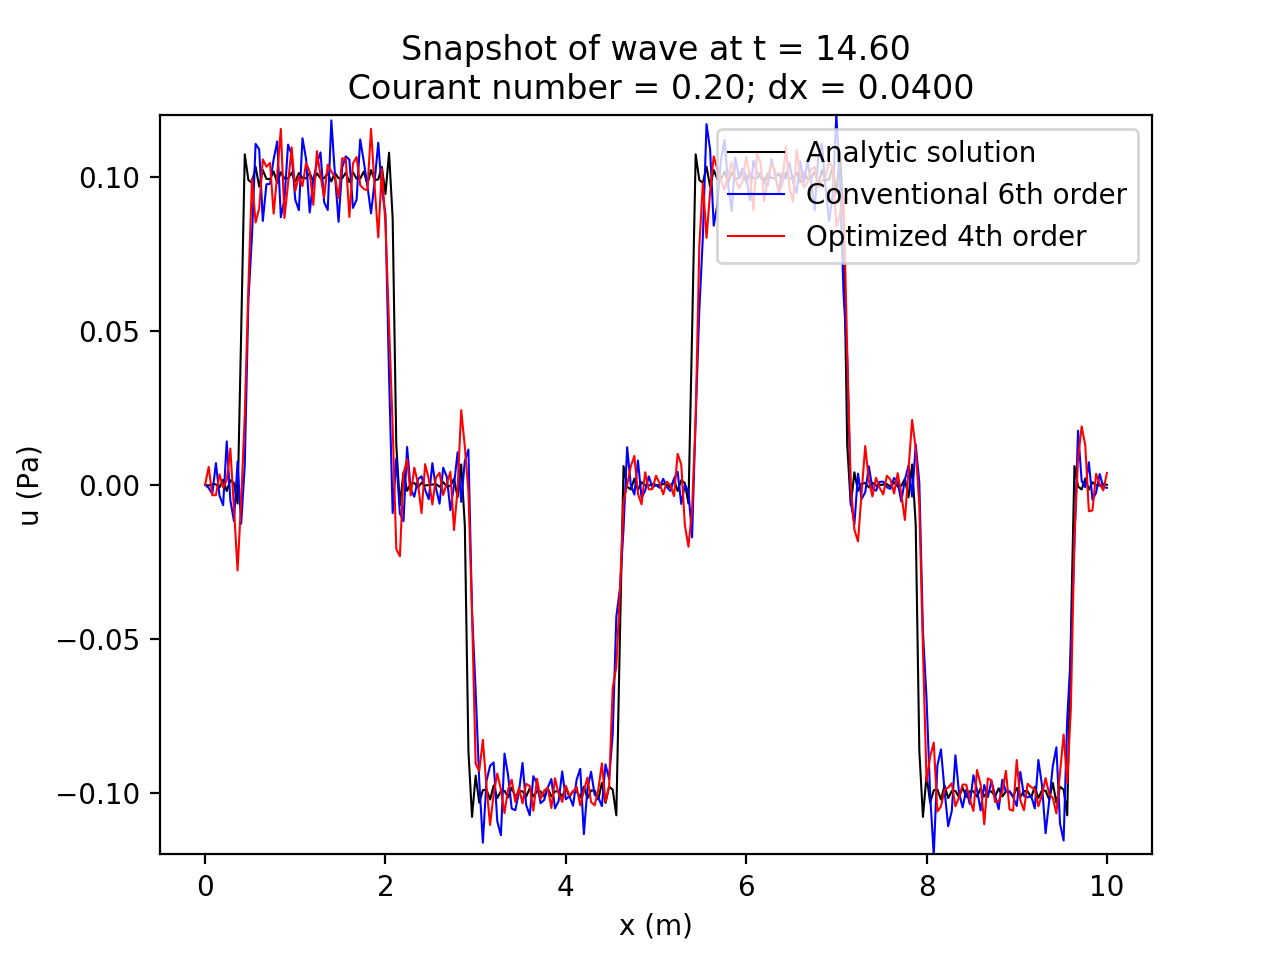 Snapshot of wave at t = 14.60
Courant number = 0.20; dx = 0.0400
Analytic solution
Conventional 6th order
Optimized 4th order
0.10
0.05
0.00
−0.05
−0.10
u (Pa)
0 2 4 6 8 10
x (m)